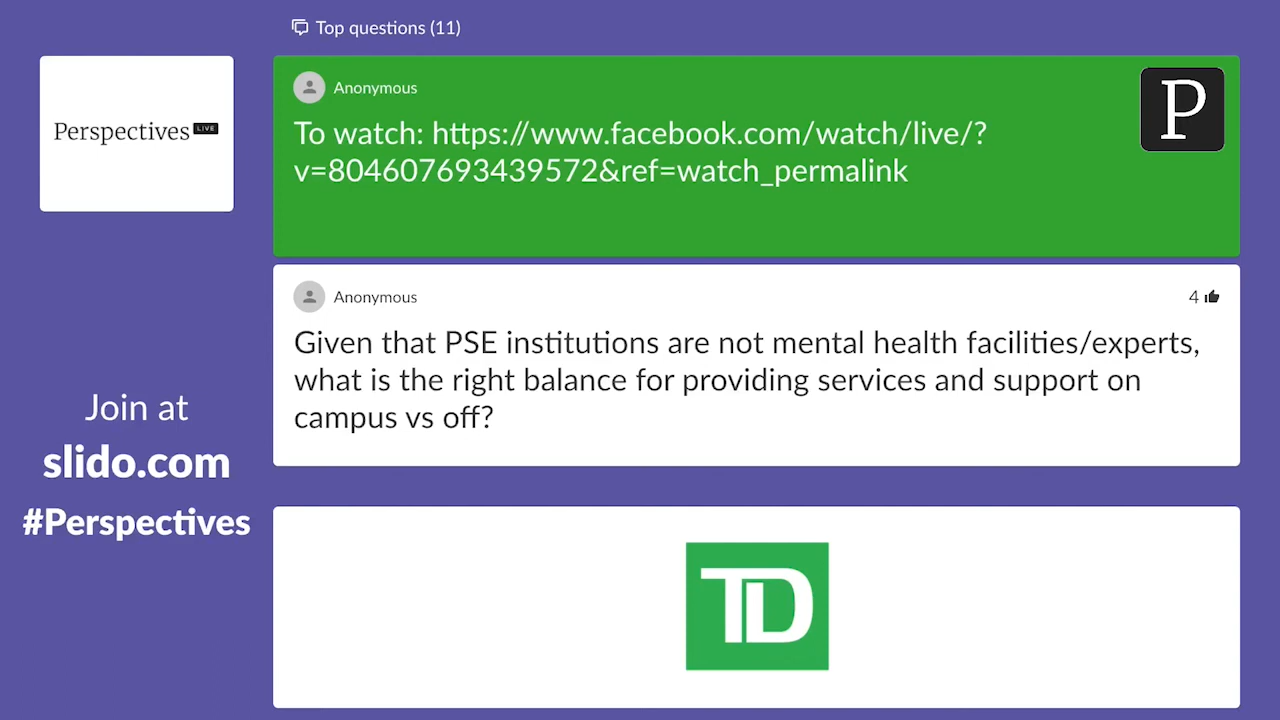 Top questions (11)
Perspectives LIVE
Anonymous
P
To watch: https://www.facebook.com/watch/live/?
v=804607693439572&ref=watch_permalink
Anonymous
4
Given that PSE institutions are not mental health facilities/experts,
what is the right balance for providing services and support on
campus vs off?
Join at
slido.com
#Perspectives
TD